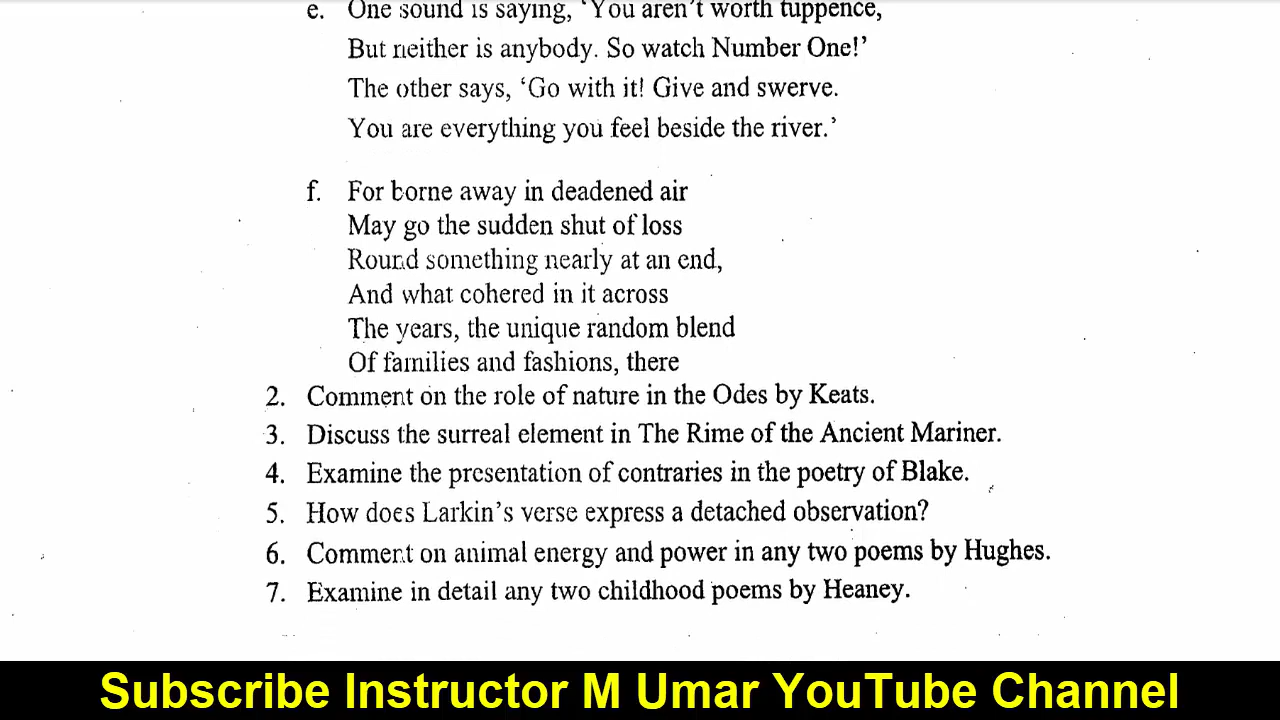 e. One sound is saying, ‘You aren’t worth tuppence,
But neither is anybody. So watch Number One!’
The other says, ‘Go with it! Give and swerve.
You are everything you feel beside the river.’
f. For borne away in deadened air
May go the sudden shut of loss
Round something nearly at an end,
And what cohered in it across
The years, the unique random blend
Of families and fashions, there
2. Comment on the role of nature in the Odes by Keats.
3. Discuss the surreal element in The Rime of the Ancient Mariner.
4. Examine the presentation of contraries in the poetry of Blake.
5. How does Larkin’s verse express a detached observation?
6. Comment on animal energy and power in any two poems by Hughes.
7. Examine in detail any two childhood poems by Heaney.
Subscribe Instructor M Umar YouTube Channel